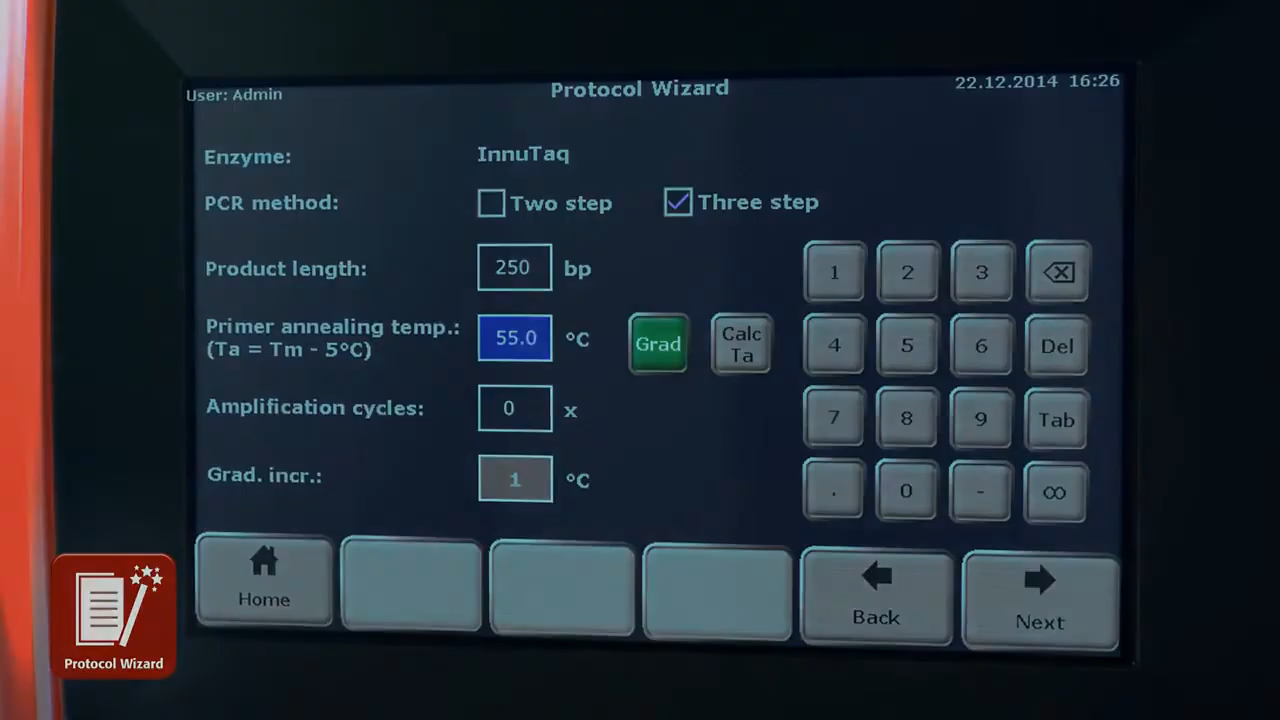 User: Admin
Protocol Wizard
22.12.2014 16:26
Enzyme: InnuTaq
PCR method: Two step Three step
Product length: 250 bp
Primer annealing temp.: 55.0 °C
(Ta = Tm - 5°C)
Grad
Calc
Ta
Amplification cycles: 0 x
Grad. incr.: 1 °C
1 2 3
4 5 6 Del
7 8 9 Tab
. 0 - ∞
Home
Back
Next
Protocol Wizard